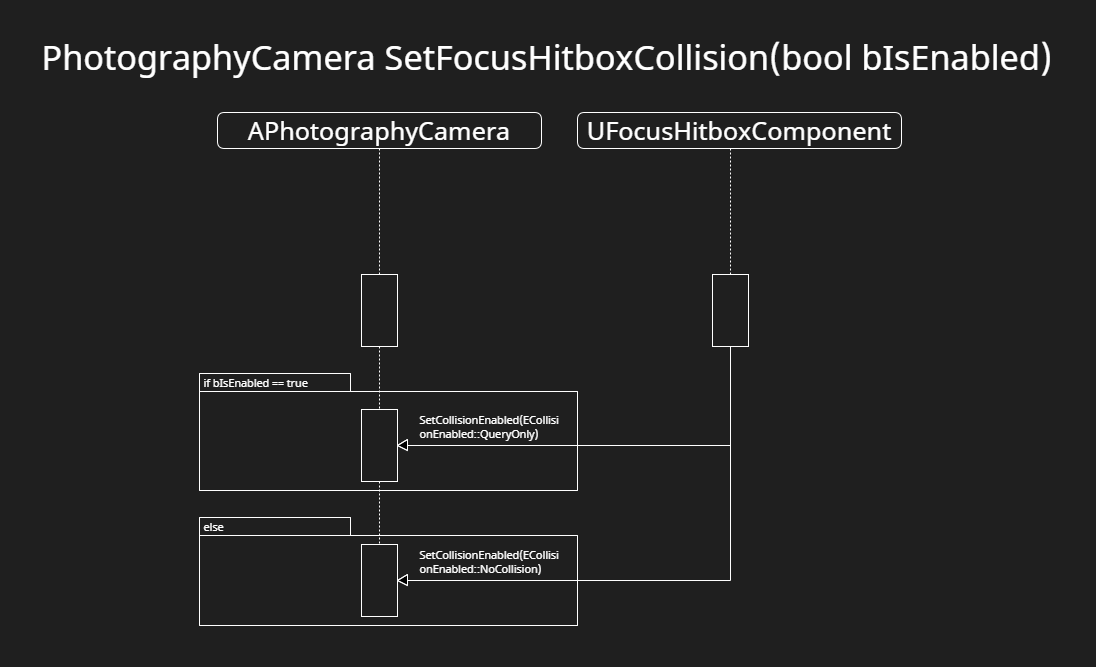 PhotographyCamera SetFocusHitboxCollision(bool bIsEnabled)
APhotographyCamera
UFocusHitboxComponent
if bIsEnabled == true
SetCollisionEnabled(ECollisi
onEnabled::QueryOnly)
else
SetCollisionEnabled(ECollisi
onEnabled::NoCollision)